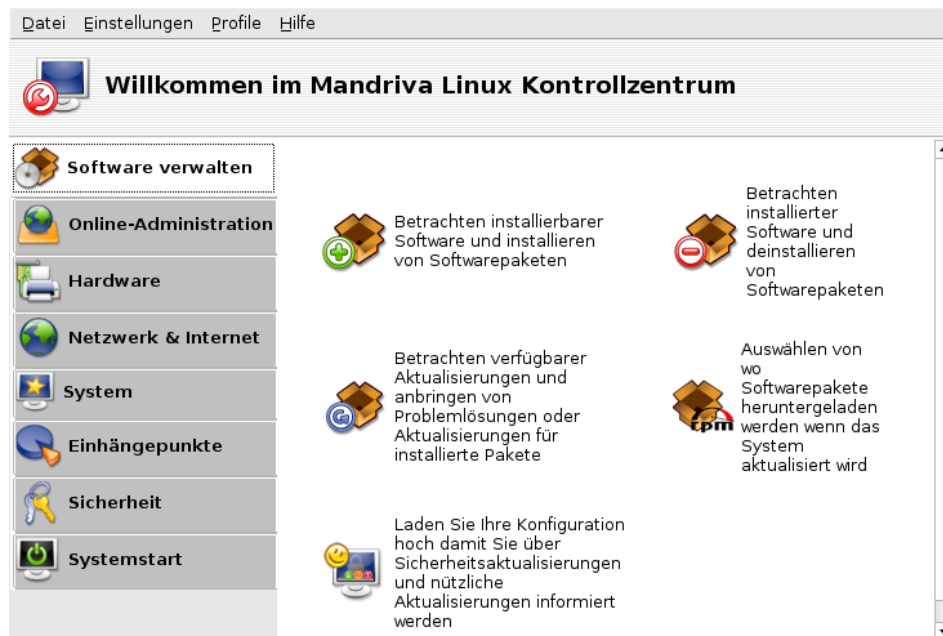 Datei Einstellungen Profile Hilfe
Willkommen im Mandriva Linux Kontrollzentrum
Software verwalten
Online-Administration
Hardware
Netzwerk & Internet
System
Einhängepunkte
Sicherheit
Systemstart
Betrachten installierbarer
Software und installieren
von Softwarepaketen
Betrachten
installierter
Software und
deinstallieren
von
Softwarepaketen
Betrachten verfügbarer
Aktualisierungen und
anbringen von
Problemlösungen oder
Aktualisierungen für
installierte Pakete
rpm
Auswählen von
wo
Softwarepakete
heruntergeladen
werden wenn das
System
aktualisiert wird
Laden Sie Ihre Konfiguration
hoch damit Sie über
Sicherheitsaktualisierungen
und nützliche
Aktualisierungen informiert
werden